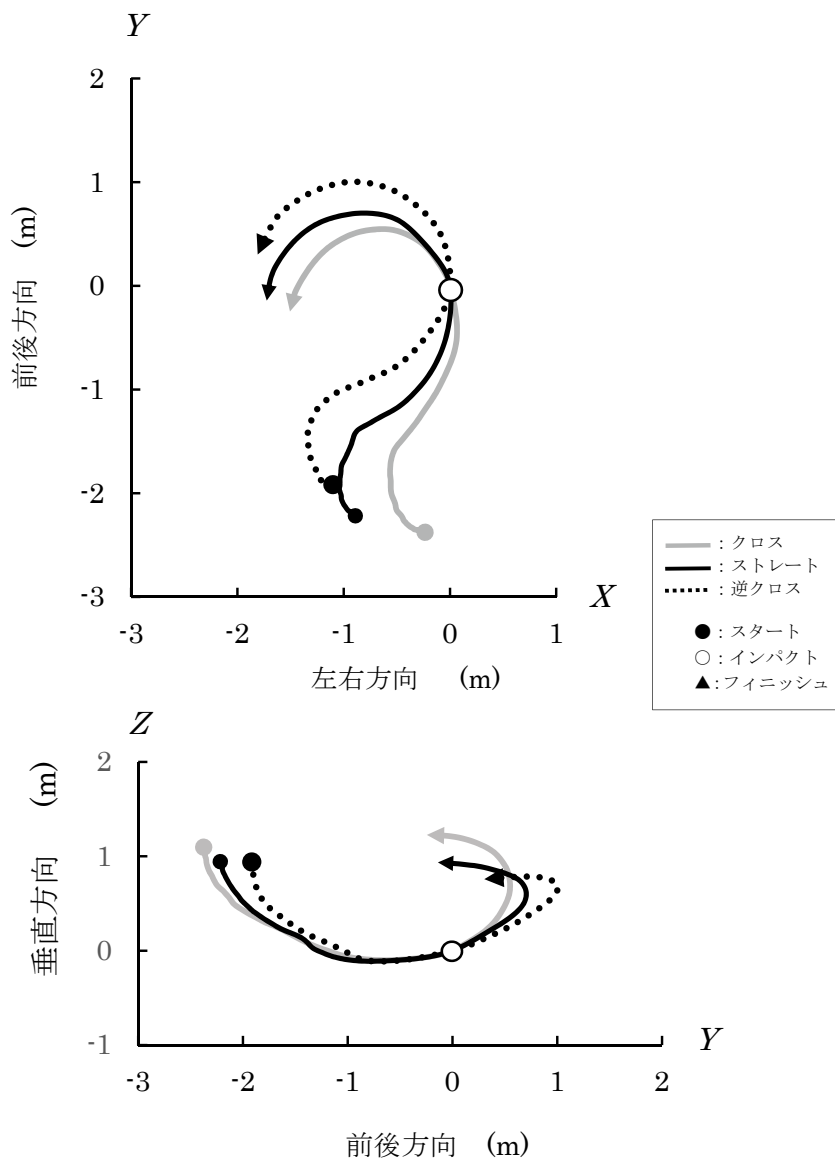 Y
2
1
0
-1
-2
-3
前後方向 (m)
X
-3 -2 -1 0 1
左右方向 (m)
: クロス
: ストレート
: 逆クロス
● : スタート
○ : インパクト
▲ : フィニッシュ
Z
2
1
0
-1
垂直方向 (m)
Y
-3 -2 -1 0 1 2
前後方向 (m)